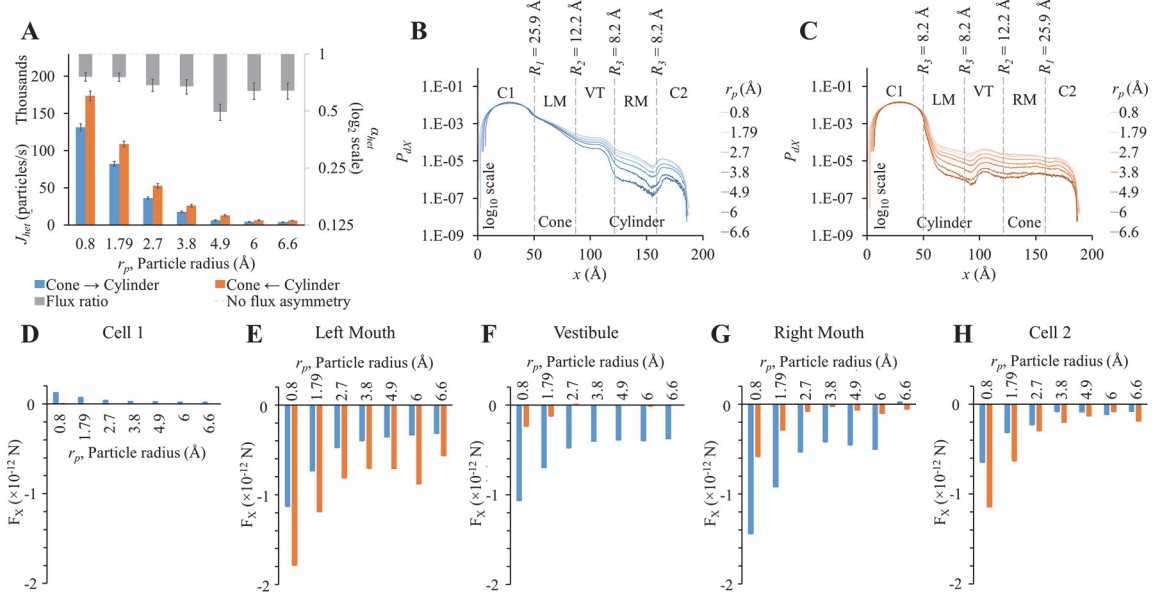 A
Thousands
200
150
100
50
0
J_het (particles/s)
1
0.5
0.25
0.125
α_het
(log₂ scale)
0.8 1.79 2.7 3.8 4.9 6 6.6
r_p, Particle radius (Å)
Cone → Cylinder
Cone ← Cylinder
Flux ratio
No flux asymmetry
B
R₁ = 25.9 Å
R₂ = 12.2 Å
R₃ = 8.2 Å
R₃ = 8.2 Å
C1 LM VT RM C2
1.E-01
1.E-03
1.E-05
1.E-07
1.E-09
P_dX
log₁₀ scale
Cone Cylinder
0 50 100 150 200
x (Å)
r_p (Å)
0.8
1.79
2.7
3.8
4.9
6
6.6
C
R₃ = 8.2 Å
R₃ = 8.2 Å
R₂ = 12.2 Å
R₁ = 25.9 Å
C1 LM VT RM C2
1.E-01
1.E-03
1.E-05
1.E-07
1.E-09
P_dX
log₁₀ scale
Cylinder Cone
0 50 100 150 200
x (Å)
r_p (Å)
0.8
1.79
2.7
3.8
4.9
6
6.6
D Cell 1
0
-1
-2
F_X (×10⁻¹² N)
0.8 1.79 2.7 3.8 4.9 6 6.6
r_p, Particle radius (Å)
E Left Mouth
r_p, Particle radius (Å)
0.8 1.79 2.7 3.8 4.9 6 6.6
0
-1
-2
F_X (×10⁻¹² N)
F Vestibule
r_p, Particle radius (Å)
0.8 1.79 2.7 3.8 4.9 6 6.6
0
-1
-2
F_X (×10⁻¹² N)
G Right Mouth
r_p, Particle radius (Å)
0.8 1.79 2.7 3.8 4.9 6 6.6
0
-1
-2
F_X (×10⁻¹² N)
H Cell 2
r_p, Particle radius (Å)
0.8 1.79 2.7 3.8 4.9 6 6.6
0
-1
-2
F_X (×10⁻¹² N)